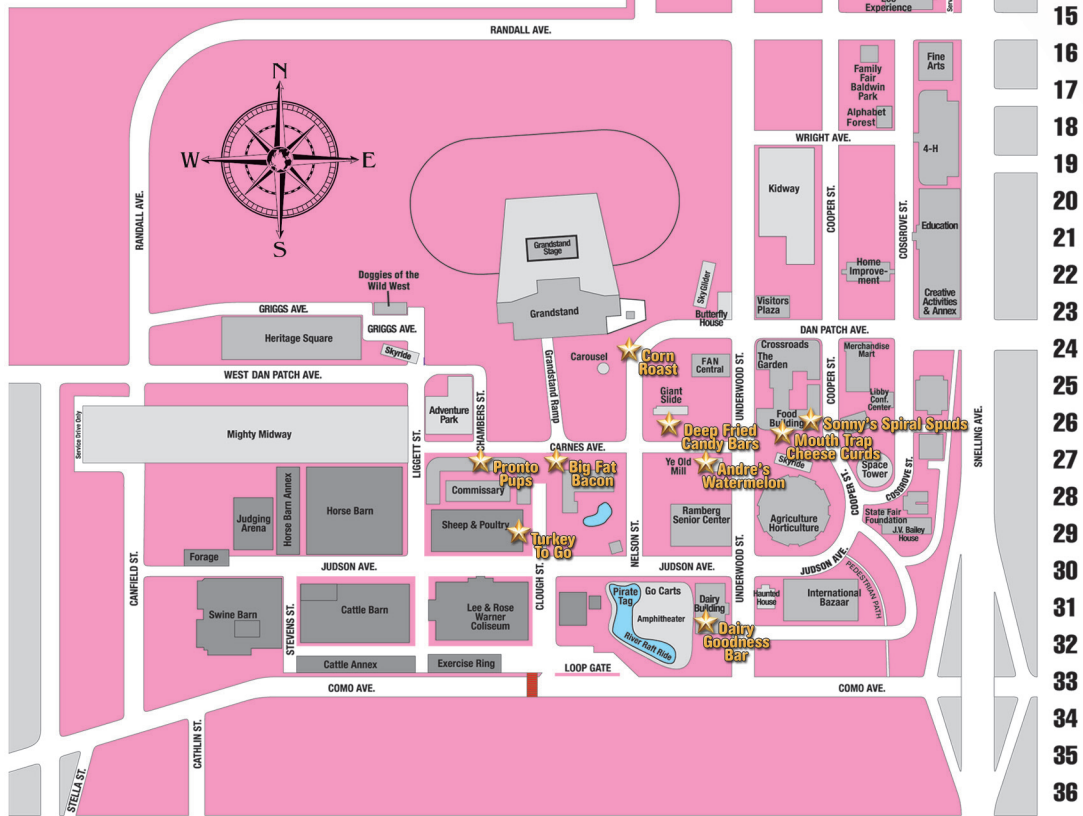 Experience
Serv
15
RANDALL AVE.
16
Fine
Arts
N
Family
Fair
Baldwin
Park
17
Alphabet
Forest
18
WRIGHT AVE.
4-H
W
E
19
Kidway
RANDALL AVE.
COOPER ST.
COSGROVE ST.
20
Education
21
S
Grandstand
Stage
Doggies of the
Wild West
SkyGlider
Home
Improve-
ment
22
Creative
Activities
& Annex
Visitors
Plaza
Butterfly
House
GRIGGS AVE.
Grandstand
23
GRIGGS AVE.
DAN PATCH AVE.
Heritage Square
Skyride
Carousel
Corn
Roast
FAN
Central
Crossroads
The
Garden
Merchandise
Mart
24
WEST DAN PATCH AVE.
Grandstand Ramp
UNDERWOOD ST.
COOPER ST.
25
Giant
Slide
Libby
Conf.
Center
Service Drive Only
Adventure
Park
CHAMBERS ST.
Food
Building
Sonny's Spiral Spuds
26
Mighty Midway
Deep Fried
Candy Bars
Mouth Trap
Cheese Curds
SNELLING AVE.
LIGGETT ST.
CARNES AVE.
Pronto
Pups
Big Fat
Bacon
Ye Old
Mill
Andre's
Watermelon
Skyride
Space
Tower
27
Commissary
COOPER ST.
COSGROVE ST.
28
Horse Barn Annex
Horse Barn
Judging
Arena
Sheep & Poultry
Turkey
To Go
Ramberg
Senior Center
Agriculture
Horticulture
State Fair
Foundation
J.V. Bailey
House
29
NELSON ST.
UNDERWOOD ST.
Forage
CANFIELD ST.
JUDSON AVE.
JUDSON AVE.
JUDSON AVE.
PEDESTRIAN PATH
30
CLOUGH ST.
Pirate
Tag
Go Carts
Dairy
Building
Haunted
House
International
Bazaar
31
Swine Barn
STEVENS ST.
Cattle Barn
Lee & Rose
Warner
Coliseum
Amphitheater
River Raft Ride
Dairy
Goodness
Bar
32
Cattle Annex
Exercise Ring
LOOP GATE
33
COMO AVE.
COMO AVE.
34
CATHLIN ST.
35
STELLA ST.
36